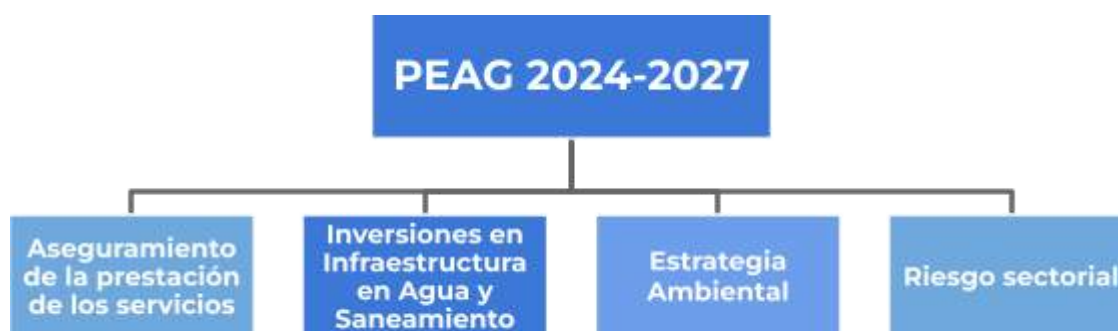 PEAG 2024-2027
Aseguramiento
de la prestación
de los servicios
Inversiones en
Infraestructura
en Agua y
Saneamiento
Estrategia
Ambiental
Riesgo sectorial